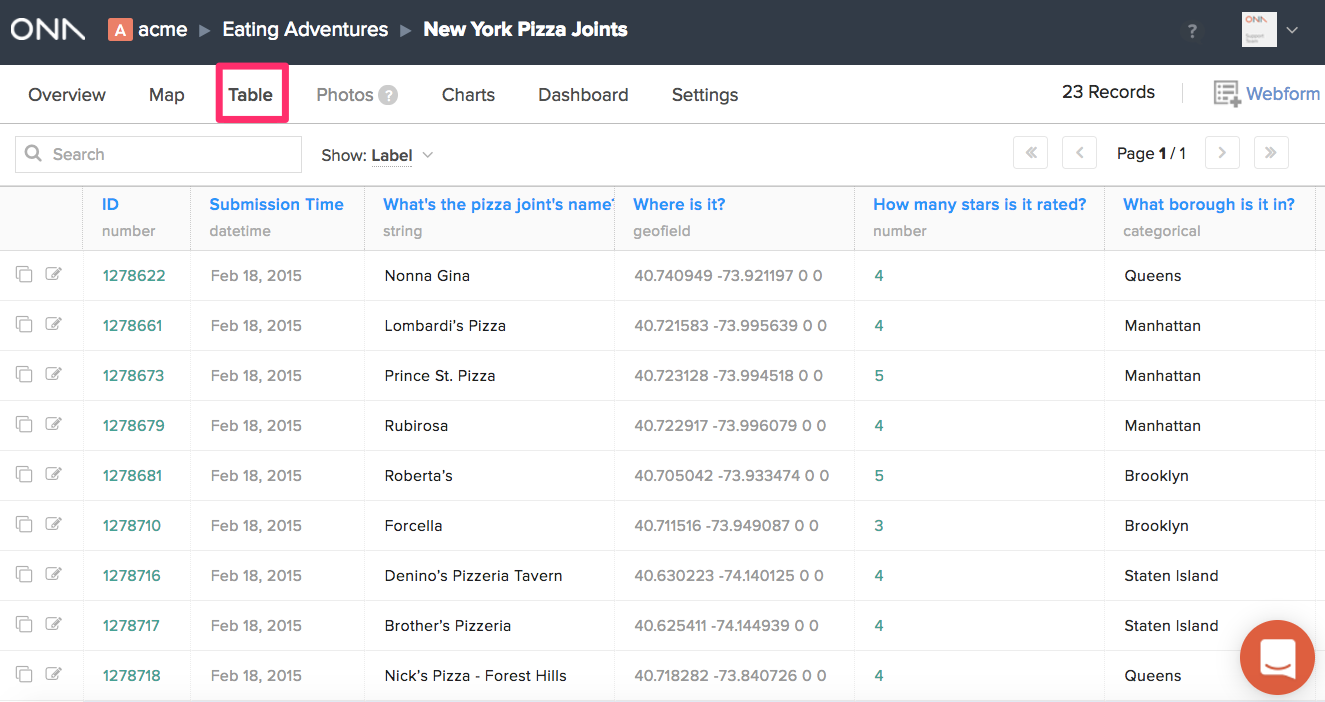 ONA A acme ▸ Eating Adventures ▸ New York Pizza Joints ?
Overview Map Table Photos ? Charts Dashboard Settings 23 Records Webform
Search Show: Label Page 1 / 1
ID Submission Time What's the pizza joint's name? Where is it? How many stars is it rated? What borough is it in?
number datetime string geofield number categorical
1278622 Feb 18, 2015 Nonna Gina 40.740949 -73.921197 0 0 4 Queens
1278661 Feb 18, 2015 Lombardi's Pizza 40.721583 -73.995639 0 0 4 Manhattan
1278673 Feb 18, 2015 Prince St. Pizza 40.723128 -73.994518 0 0 5 Manhattan
1278679 Feb 18, 2015 Rubirosa 40.722917 -73.996079 0 0 4 Manhattan
1278681 Feb 18, 2015 Roberta's 40.705042 -73.933474 0 0 5 Brooklyn
1278710 Feb 18, 2015 Forcella 40.711516 -73.949087 0 0 3 Brooklyn
1278716 Feb 18, 2015 Denino's Pizzeria Tavern 40.630223 -74.140125 0 0 4 Staten Island
1278717 Feb 18, 2015 Brother's Pizzeria 40.625411 -74.144939 0 0 4 Staten Island
1278718 Feb 18, 2015 Nick's Pizza - Forest Hills 40.718282 -73.840726 0 0 4 Queens